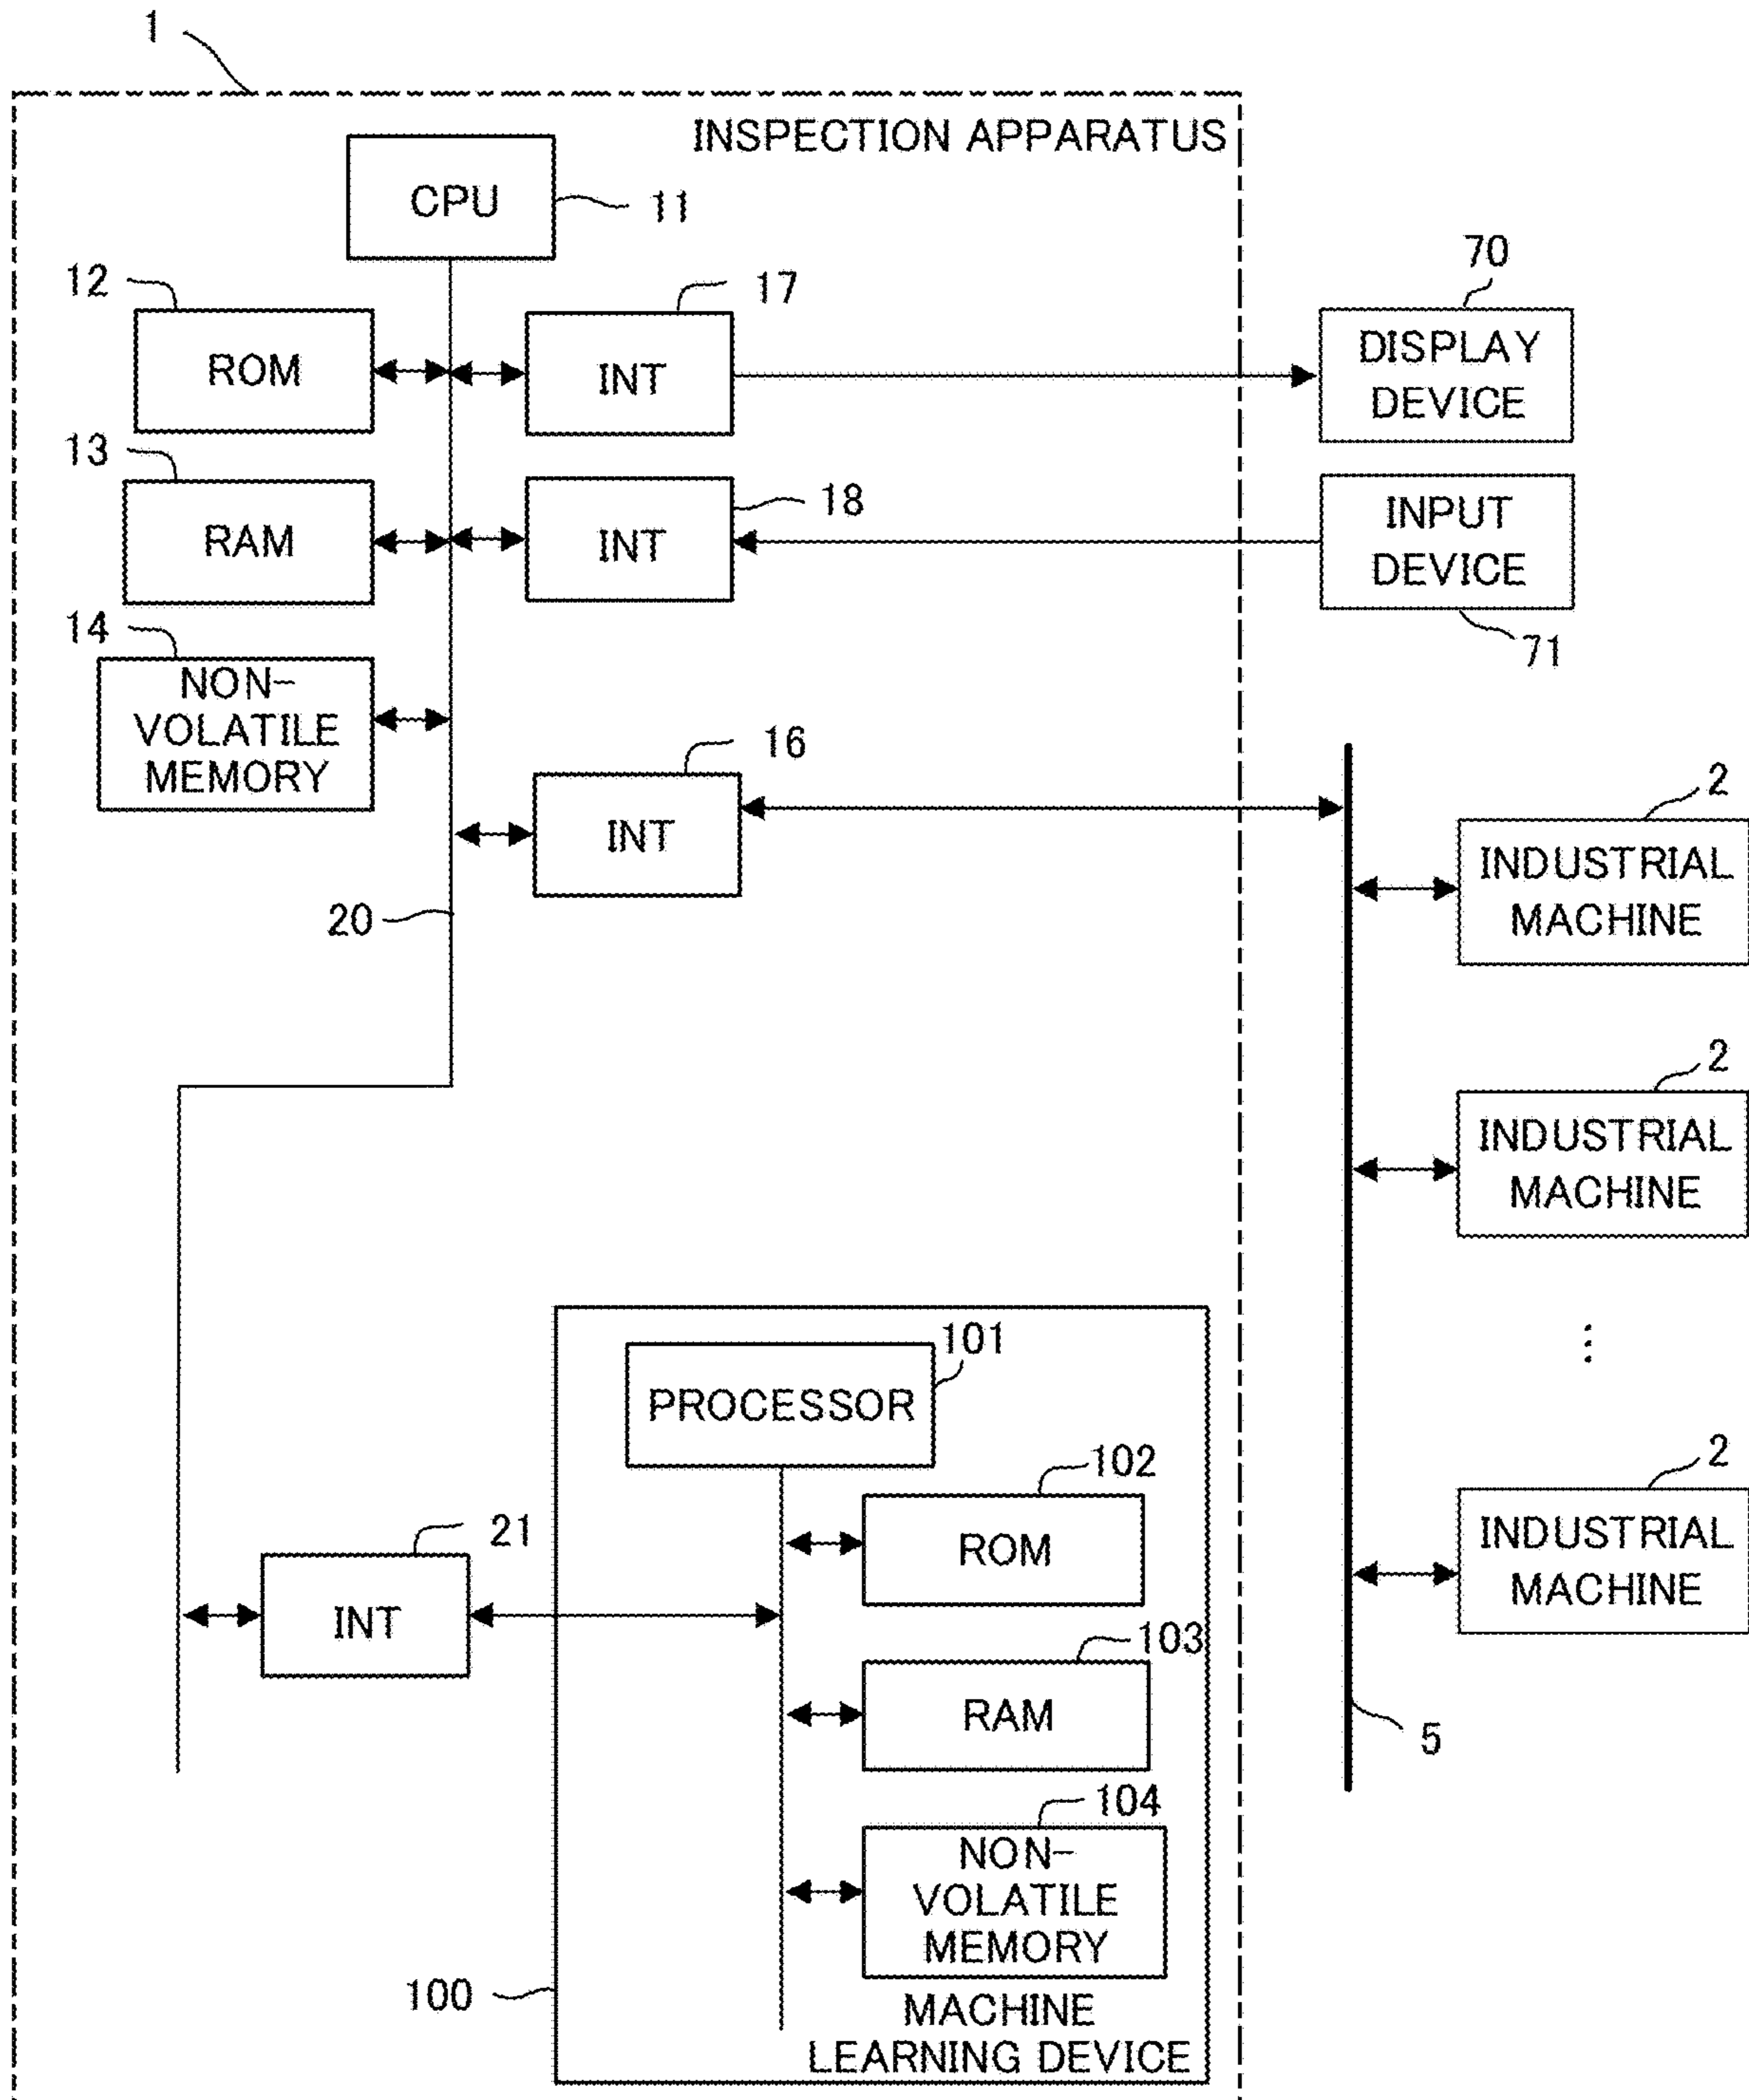 1
INSPECTION APPARATUS
CPU
11
12
17
70
ROM
INT
DISPLAY
DEVICE
13
18
RAM
INT
INPUT
DEVICE
14
71
NON-
VOLATILE
MEMORY
16
INT
2
INDUSTRIAL
MACHINE
20
2
INDUSTRIAL
MACHINE
...
101
PROCESSOR
102
2
ROM
INDUSTRIAL
MACHINE
21
INT
103
RAM
5
104
NON-
VOLATILE
MEMORY
100
MACHINE
LEARNING DEVICE